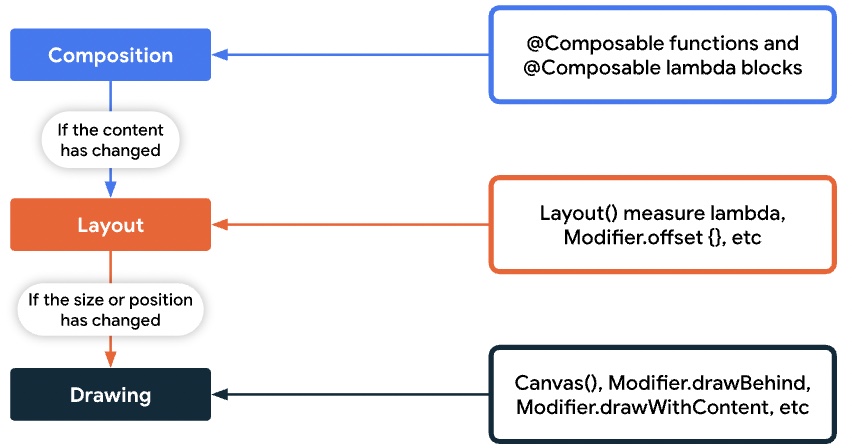 Composition
@Composable functions and
@Composable lambda blocks
If the content
has changed
Layout
Layout() measure lambda,
Modifier.offset {}, etc
If the size or position
has changed
Drawing
Canvas(), Modifier.drawBehind,
Modifier.drawWithContent, etc